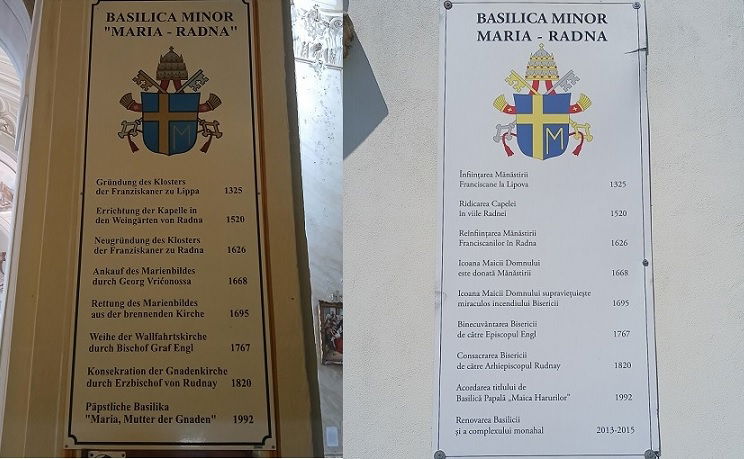 BASILICA MINOR
"MARIA - RADNA"
M
Gründung des Klosters
der Franziskaner zu Lippa 1325
Errichtung der Kapelle in
den Weingärten von Radna 1520
Neugründung des Klosters
der Franziskaner zu Radna 1626
Ankauf des Marienbildes
durch Georg Vričonossa 1668
Rettung des Marienbildes
aus der brennenden Kirche 1695
Weihe der Wallfahrtskirche
durch Bischof Graf Engl 1767
Konsekration der Gnadenkirche
durch Erzbischof von Rudnay 1820
Päpstliche Basilika
"Maria, Mutter der Gnaden" 1992
BASILICA MINOR
MARIA - RADNA
M
Înființarea Mănăstirii
Franciscane la Lipova 1325
Ridicarea Capelei
în viile Radnei 1520
Reînființarea Mănăstirii
Franciscanilor în Radna 1626
Icoana Maicii Domnului
este donată Mănăstirii 1668
Icoana Maicii Domnului supraviețuiește
miraculos incendiului Bisericii 1695
Binecuvântarea Bisericii
de către Episcopul Engl 1767
Consacrarea Bisericii
de către Arhiepiscopul Rudnay 1820
Acordarea titlului de
Basilică Papală „Maica Harurilor” 1992
Renovarea Basilicii
și a complexului monahal 2013-2015